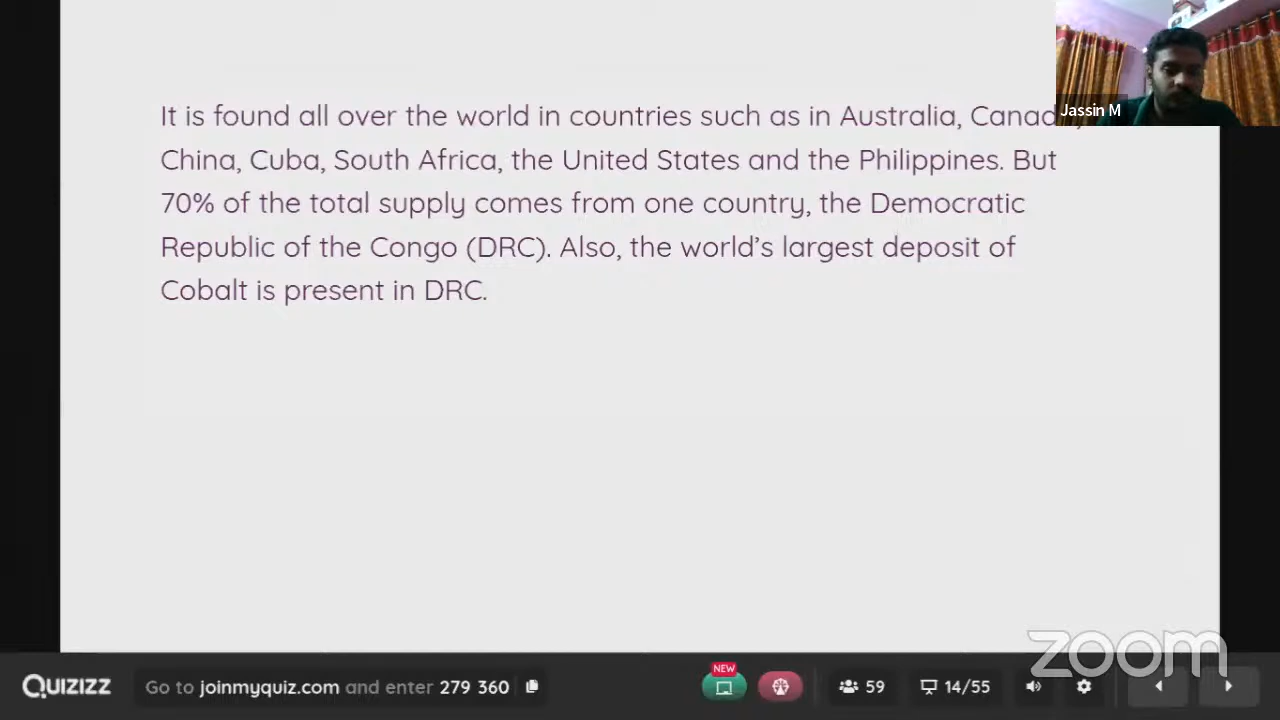 It is found all over the world in countries such as in Australia, Canada,
China, Cuba, South Africa, the United States and the Philippines. But
70% of the total supply comes from one country, the Democratic
Republic of the Congo (DRC). Also, the world's largest deposit of
Cobalt is present in DRC.
Jassin M
zoom
NEW
QUIZIZZ
Go to joinmyquiz.com and enter 279 360
59
14/55